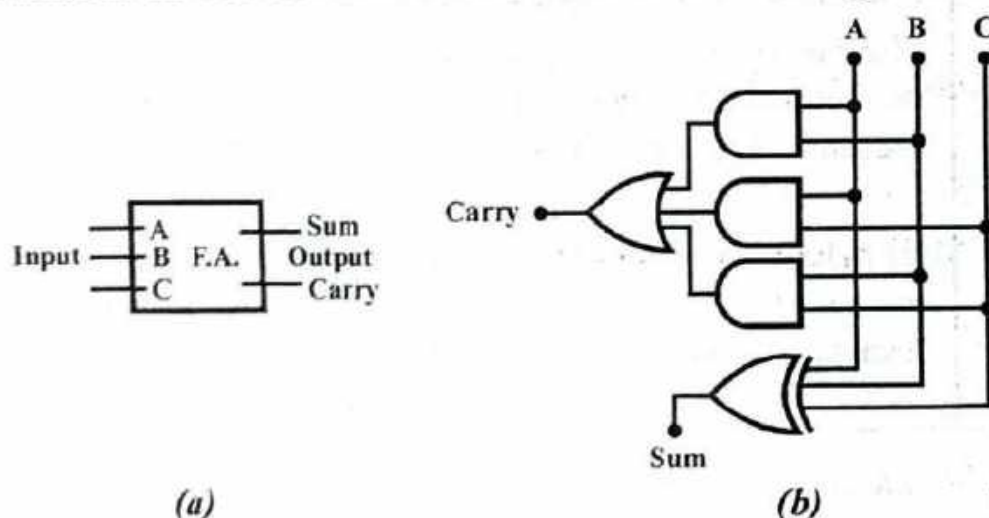 A B C
Carry
A Sum
Input B F.A. Output
C Carry
Sum
(a) (b)